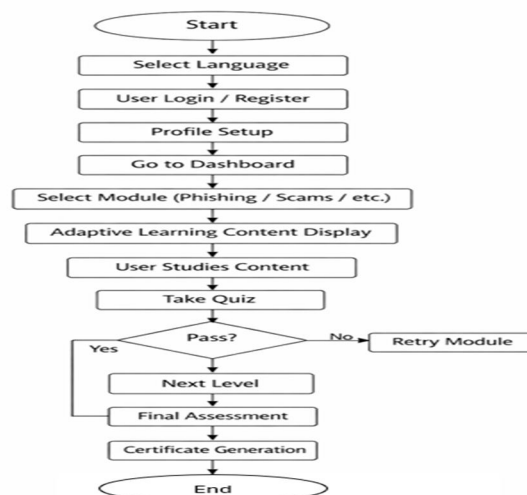 Start
Select Language
User Login / Register
Profile Setup
Go to Dashboard
Select Module (Phishing / Scams / etc.)
Adaptive Learning Content Display
User Studies Content
Take Quiz
Pass?
Yes
No
Retry Module
Next Level
Final Assessment
Certificate Generation
End